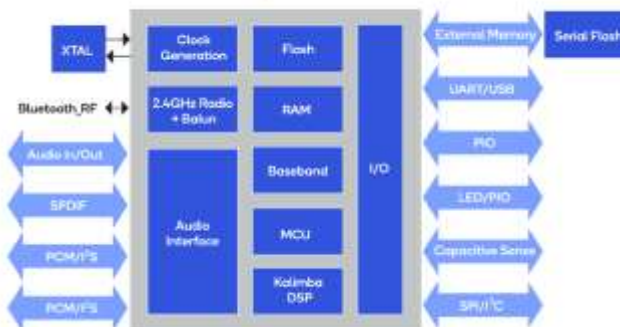 XTAL
Clock
Generation
Flash
External Memory
Serial Flash
Bluetooth_RF
2.4GHz Radio
+ Balun
RAM
UART/USB
Audio In/Out
Baseband
I/O
PIO
SPDIF
Audio
Interface
MCU
LED/PIO
PCM/I²S
Capacitive Sense
PCM/I²S
Kalimba
DSP
SPI/I²C